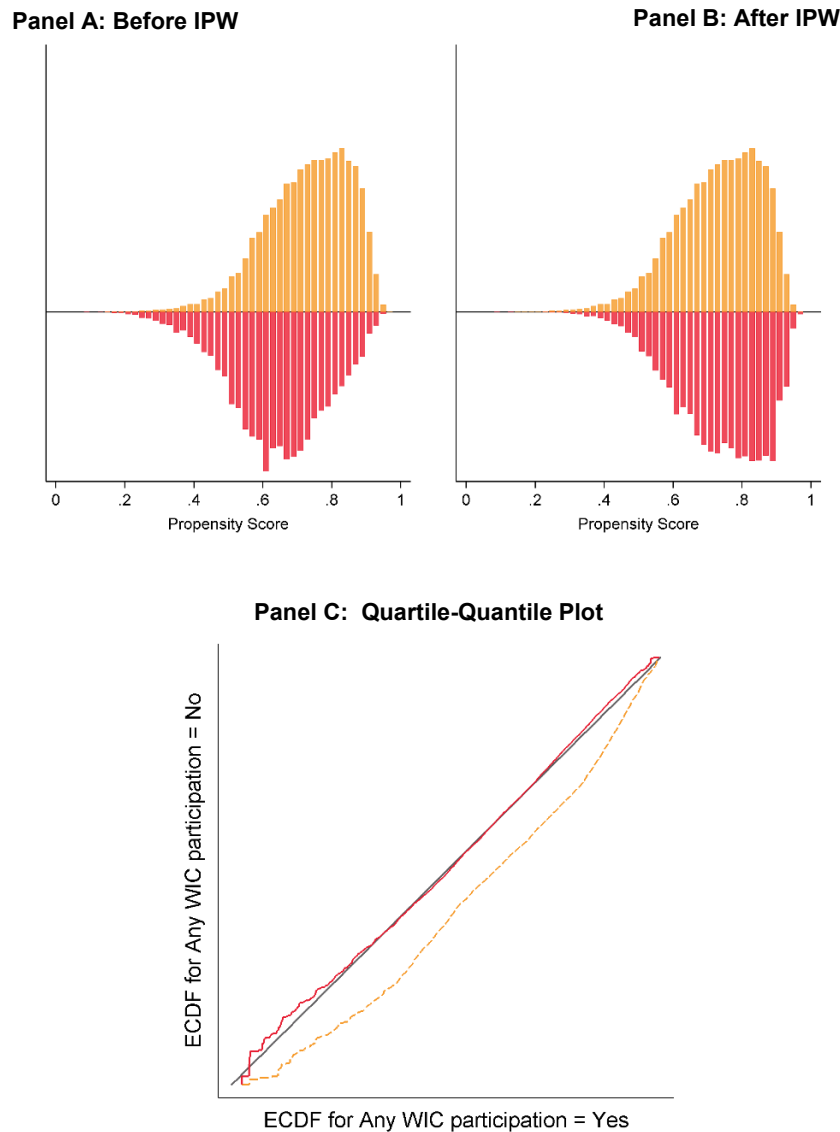 Panel A: Before IPW
Panel B: After IPW
0 .2 .4 .6 .8 1
Propensity Score
0 .2 .4 .6 .8 1
Propensity Score
Panel C: Quartile-Quantile Plot
ECDF for Any WIC participation = No
ECDF for Any WIC participation = Yes